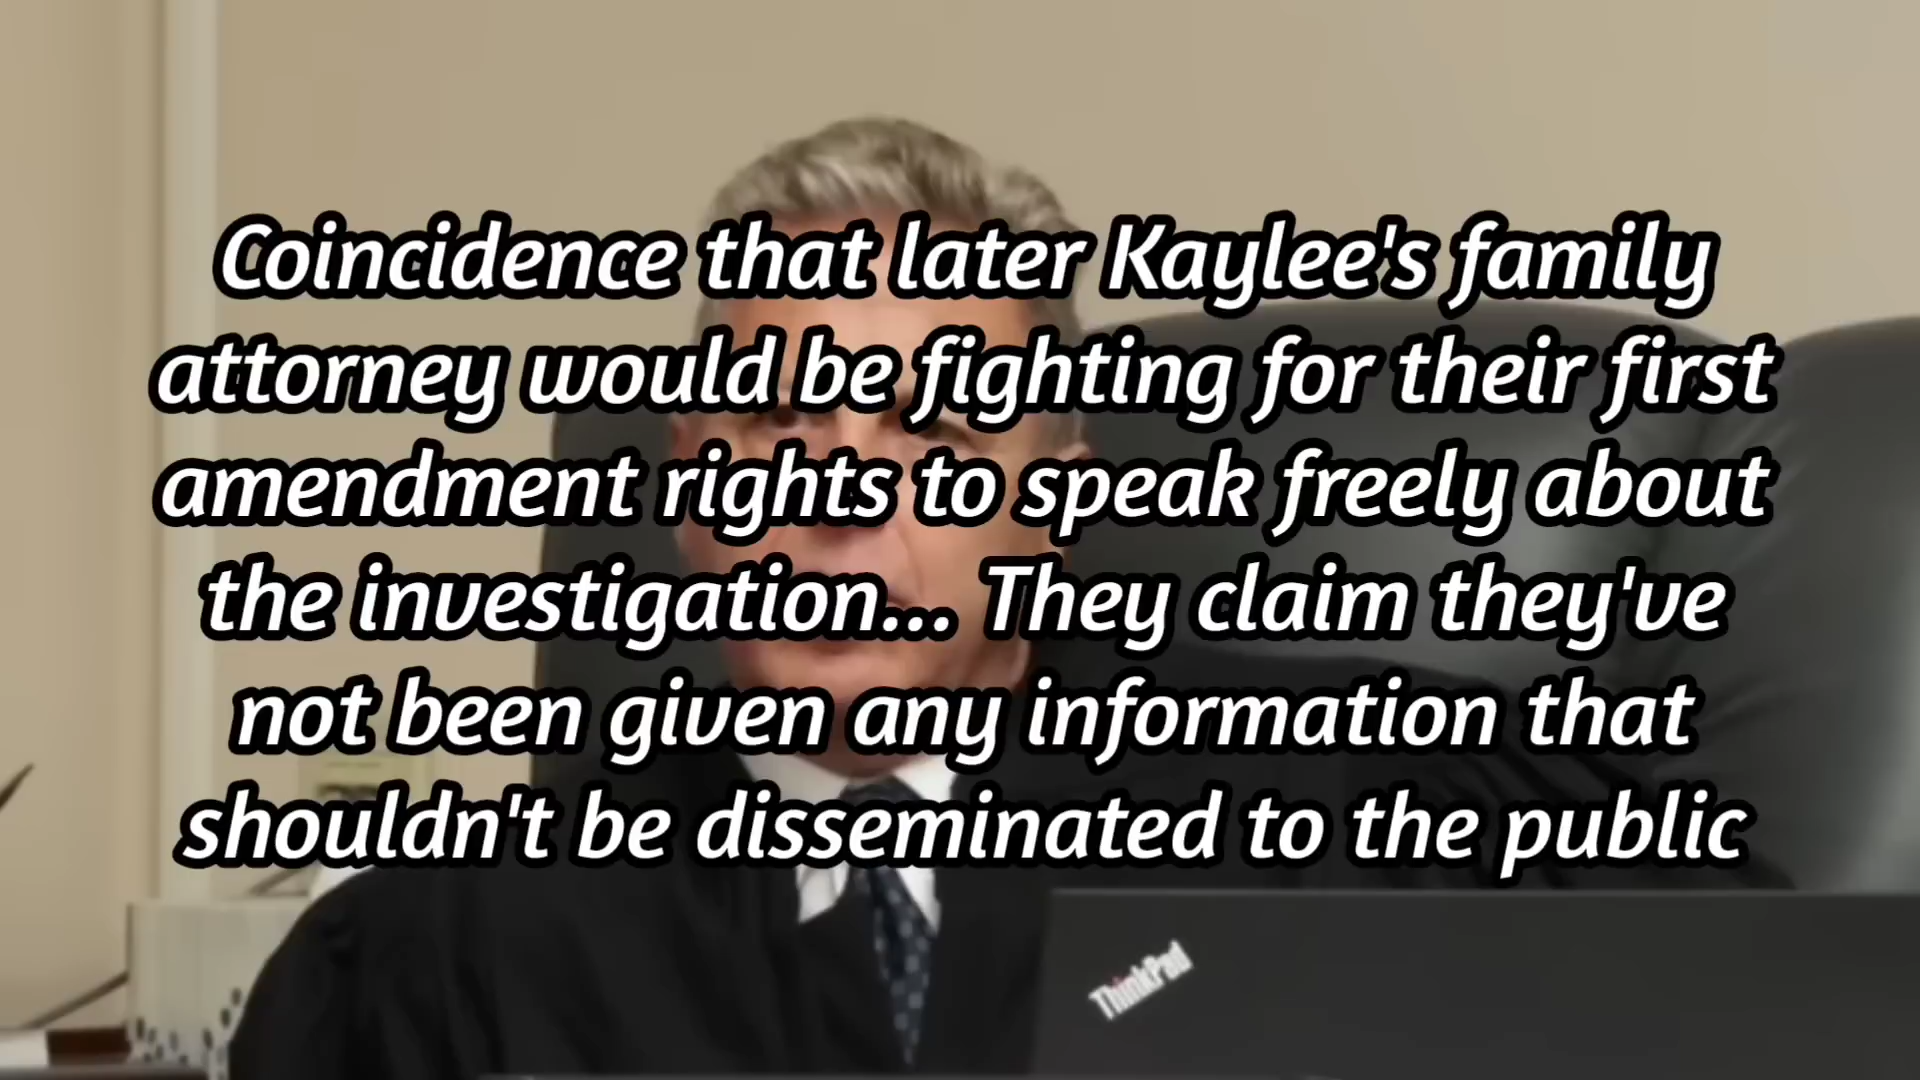 Coincidence that later Kaylee's family
attorney would be fighting for their first
amendment rights to speak freely about
the investigation... They claim they've
not been given any information that
shouldn't be disseminated to the public
ThinkPad